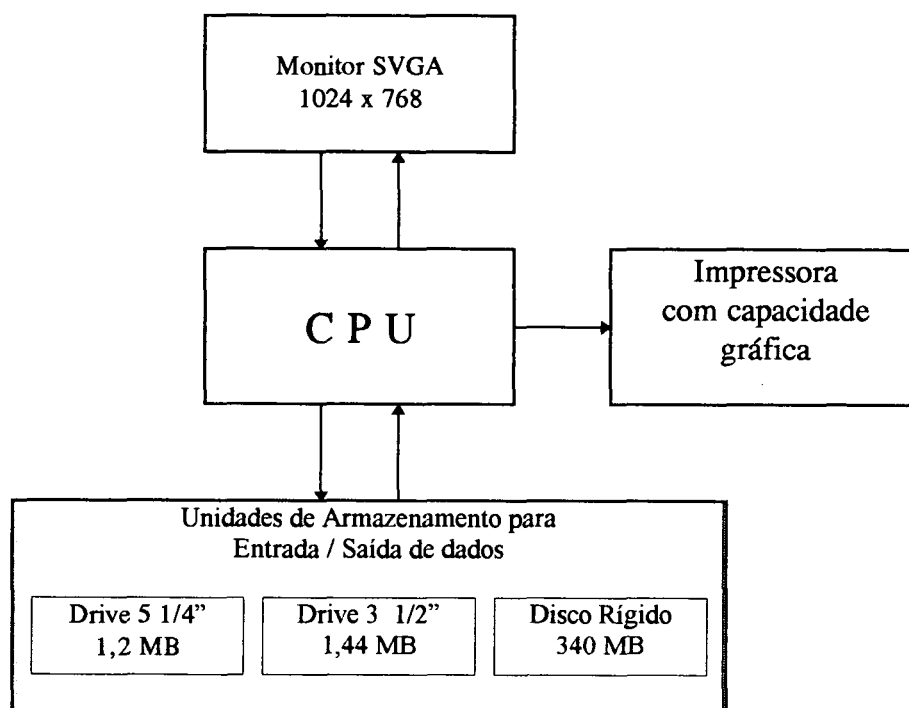 Monitor SVGA
1024 x 768
C P U
Impressora
com capacidade
gráfica
Unidades de Armazenamento para
Entrada / Saída de dados
Drive 5 1/4”
1,2 MB
Drive 3 1/2”
1,44 MB
Disco Rígido
340 MB